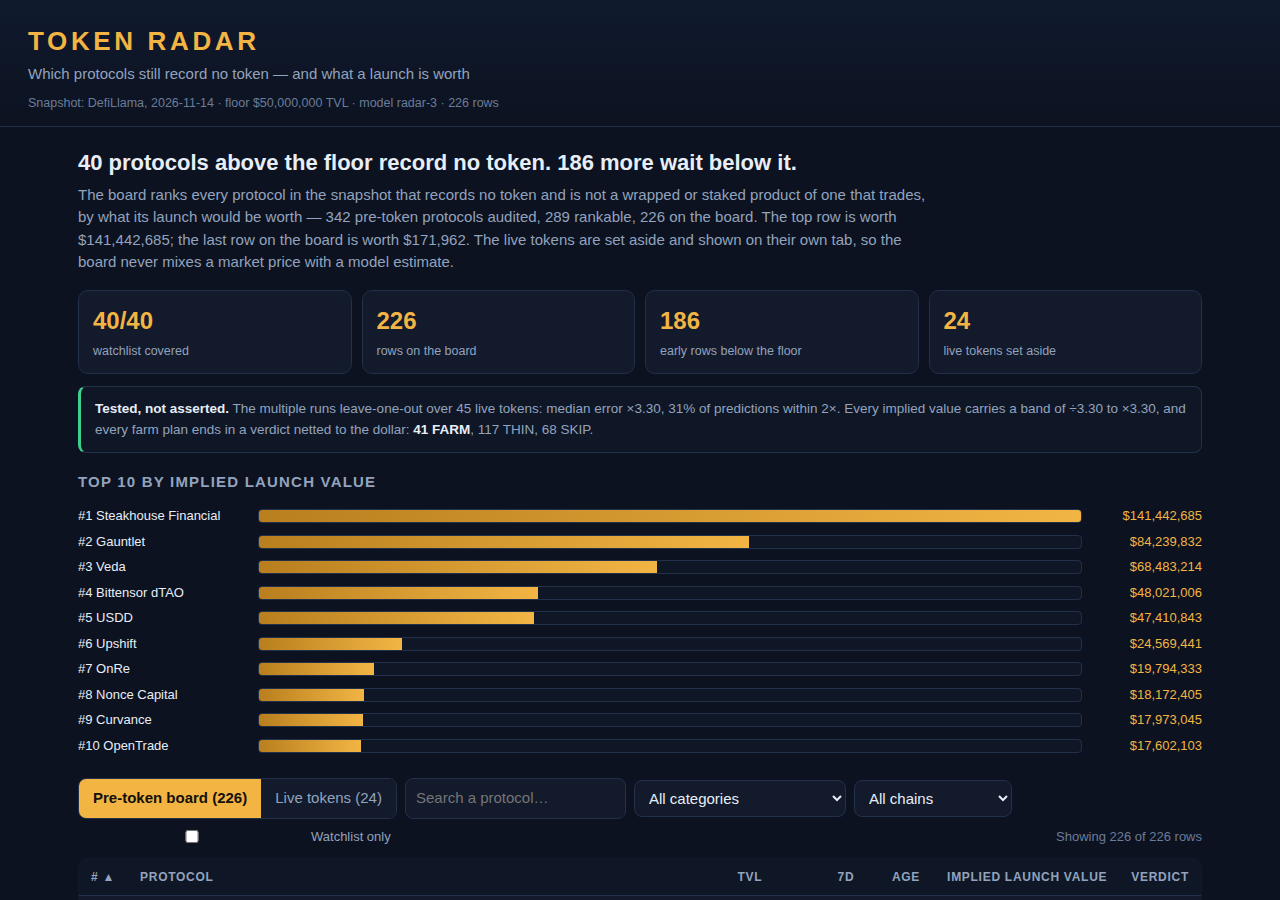 TOKEN RADAR
Which protocols still record no token — and what a launch is worth
Snapshot: DefiLlama, 2026-11-14 · floor $50,000,000 TVL · model radar-3 · 226 rows
40 protocols above the floor record no token. 186 more wait below it.
The board ranks every protocol in the snapshot that records no token and is not a wrapped or staked product of one that trades,
by what its launch would be worth — 342 pre-token protocols audited, 289 rankable, 226 on the board. The top row is worth
$141,442,685; the last row on the board is worth $171,962. The live tokens are set aside and shown on their own tab, so the
board never mixes a market price with a model estimate.
40/40
watchlist covered
226
rows on the board
186
early rows below the floor
24
live tokens set aside
Tested, not asserted. The multiple runs leave-one-out over 45 live tokens: median error ×3.30, 31% of predictions within 2×. Every implied value carries a band of ÷3.30 to ×3.30, and
every farm plan ends in a verdict netted to the dollar: 41 FARM, 117 THIN, 68 SKIP.
TOP 10 BY IMPLIED LAUNCH VALUE
#1 Steakhouse Financial $141,442,685
#2 Gauntlet $84,239,832
#3 Veda $68,483,214
#4 Bittensor dTAO $48,021,006
#5 USDD $47,410,843
#6 Upshift $24,569,441
#7 OnRe $19,794,333
#8 Nonce Capital $18,172,405
#9 Curvance $17,973,045
#10 OpenTrade $17,602,103
Pre-token board (226) Live tokens (24) Search a protocol… All categories All chains
Watchlist only Showing 226 of 226 rows
# ▲ PROTOCOL TVL 7D AGE IMPLIED LAUNCH VALUE VERDICT